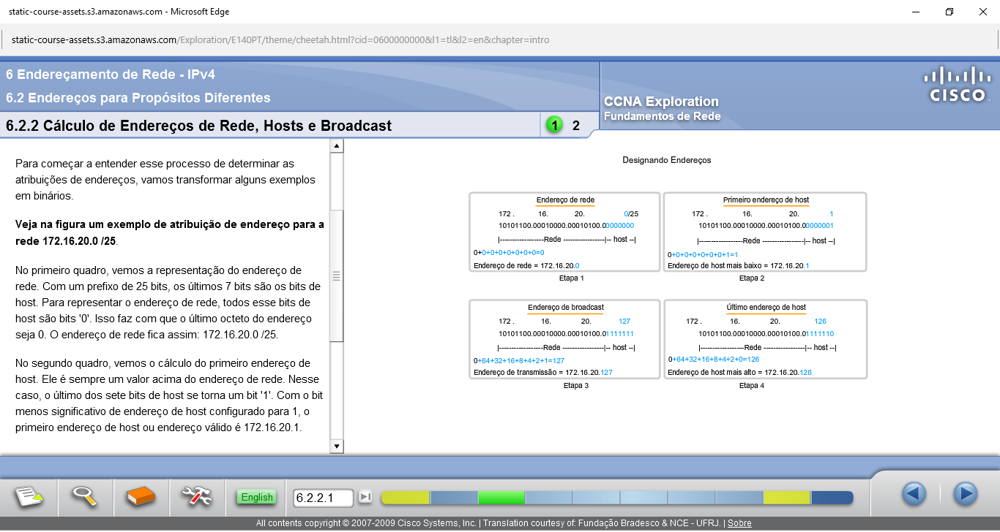 static-course-assets.s3.amazonaws.com - Microsoft Edge
static-course-assets.s3.amazonaws.com/Exploration/E140PT/theme/cheetah.html?cid=0600000000&l1=tl&l2=en&chapter=intro
6 Endereçamento de Rede - IPv4
6.2 Endereços para Propósitos Diferentes
6.2.2 Cálculo de Endereços de Rede, Hosts e Broadcast
1 2
CCNA Exploration
Fundamentos de Rede
CISCO
Para começar a entender esse processo de determinar as
atribuições de endereços, vamos transformar alguns exemplos
em binários.
Veja na figura um exemplo de atribuição de endereço para a
rede 172.16.20.0 /25.
No primeiro quadro, vemos a representação do endereço de
rede. Com um prefixo de 25 bits, os últimos 7 bits são os bits de
host. Para representar o endereço de rede, todos esse bits de
host são bits '0'. Isso faz com que o último octeto do endereço
seja 0. O endereço de rede fica assim: 172.16.20.0 /25.
No segundo quadro, vemos o cálculo do primeiro endereço de
host. Ele é sempre um valor acima do endereço de rede. Nesse
caso, o último dos sete bits de host se torna um bit '1'. Com o bit
menos significativo de endereço de host configurado para 1, o
primeiro endereço de host ou endereço válido é 172.16.20.1.
Designando Endereços
Endereço de rede
172 . 16. 20. 0/25
10101100.00010000.00010100.00000000
|------------------Rede -----------------|-- host --|
0+0+0+0+0+0+0+0=0
Endereço de rede = 172.16.20.0
Etapa 1
Primeiro endereço de host
172 . 16. 20. 1
10101100.00010000.00010100.00000001
|------------------Rede -----------------|-- host --|
0+0+0+0+0+0+0+1=1
Endereço de host mais baixo = 172.16.20.1
Etapa 2
Endereço de broadcast
172 . 16. 20. 127
10101100.00010000.00010100.01111111
|------------------Rede -----------------|-- host --|
0+64+32+16+8+4+2+1=127
Endereço de transmissão = 172.16.20.127
Etapa 3
Último endereço de host
172 . 16. 20. 126
10101100.00010000.00010100.01111110
|------------------Rede -----------------|-- host --|
0+64+32+16+8+4+2+0=126
Endereço de host mais alto = 172.16.20.126
Etapa 4
English
6.2.2.1
All contents copyright © 2007-2009 Cisco Systems, Inc. | Translation courtesy of: Fundação Bradesco & NCE - UFRJ. | Sobre